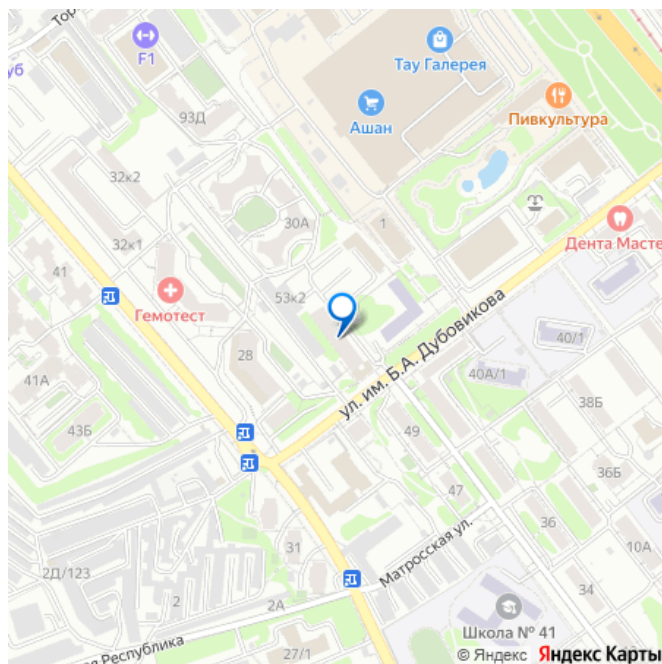 Тор
F1
уб
Тау Галерея
Ашан
Пивкультура
93Д
32к2
30А
1
32к1
Дента Масте
41
53к2
Гемотест
28
ул. им. Б.А. Дубовикова
40/1
40А/1
41А
43Б
38Б
49
36Б
47
36
10А
Матросская ул.
31
2Д/123
2
2А
34
Школа № 41
ая Республика
27/1
© Яндекс Яндекс Карты